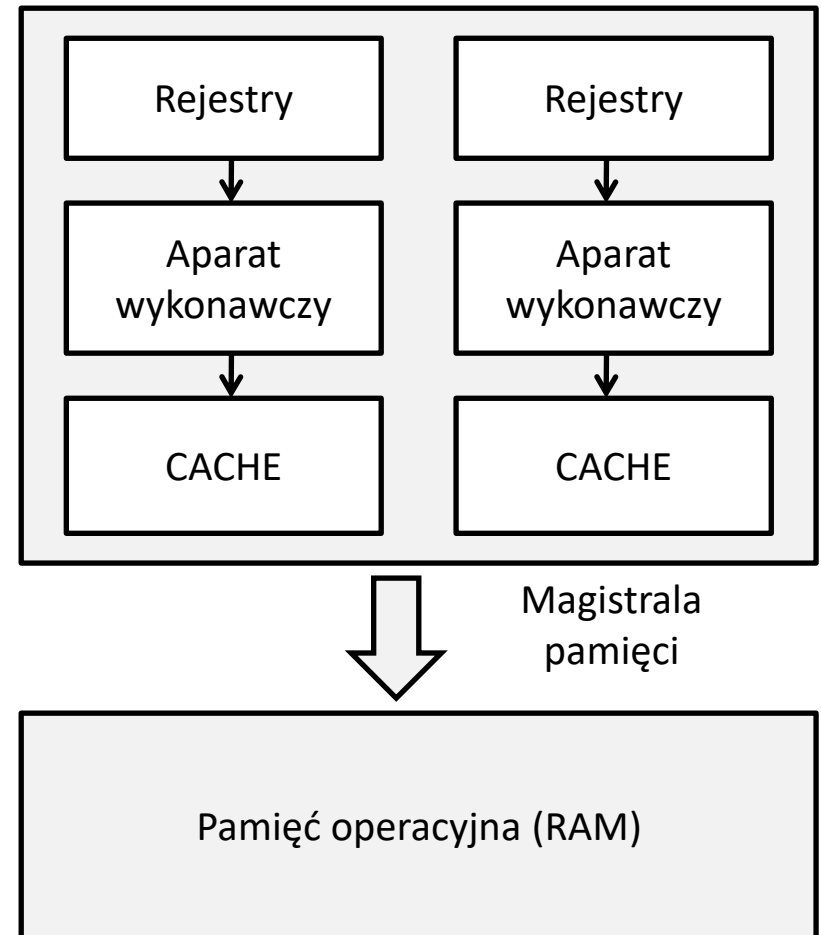 Rejestry
Rejestry
Aparat
wykonawczy
Aparat
wykonawczy
CACHE
CACHE
Magistrala
pamięci
Pamięć operacyjna (RAM)